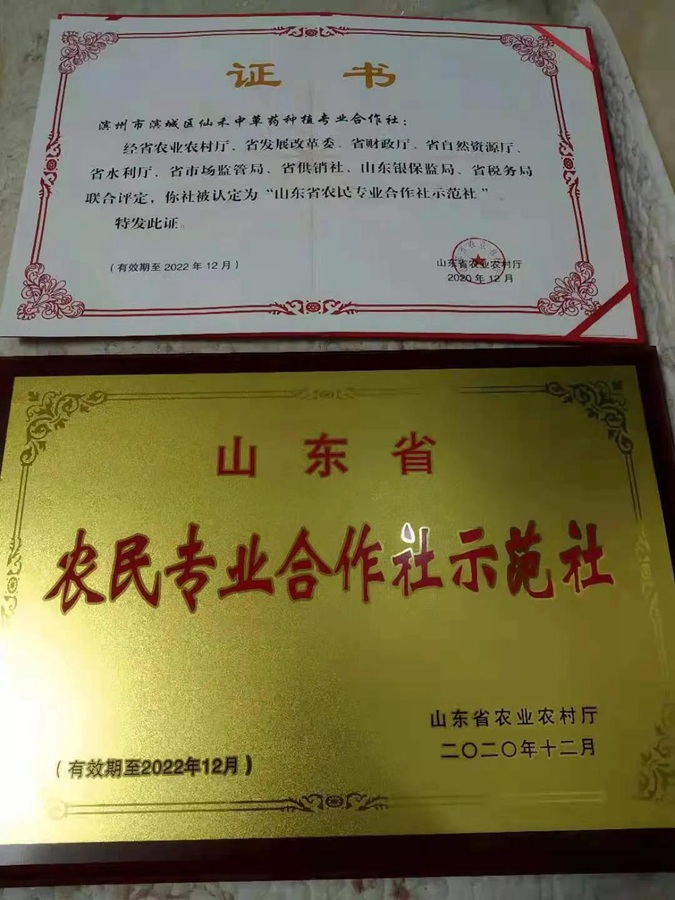 证书
滨州市滨城区仙禾中草药种植专业合作社：
经省农业农村厅、省发展改革委、省财政厅、省自然资源厅、
省水利厅、省市场监管局、省供销社、山东银保监局、省税务局
联合评定，你社被认定为“山东省农民专业合作社示范社”
特发此证。
（有效期至2022年12月）
山东省农业农村厅
2020年12月
山东省
农民专业合作社示范社
山东省农业农村厅
二〇二〇年十二月
（有效期至2022年12月）